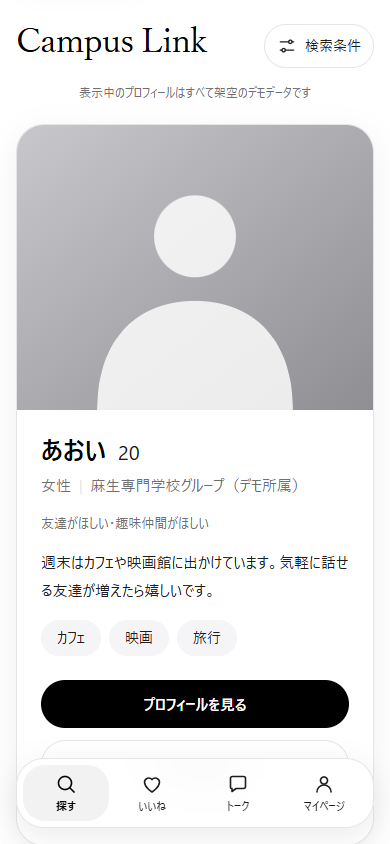 Campus Link
検索条件
表示中のプロフィールはすべて架空のデモデータです
あおい 20
女性 | 麻生専門学校グループ（デモ所属）
友達がほしい・趣味仲間がほしい
週末はカフェや映画館に出かけています。気軽に話せ
る友達が増えたら嬉しいです。
カフェ 映画 旅行
プロフィールを見る
探す いいね トーク マイページ